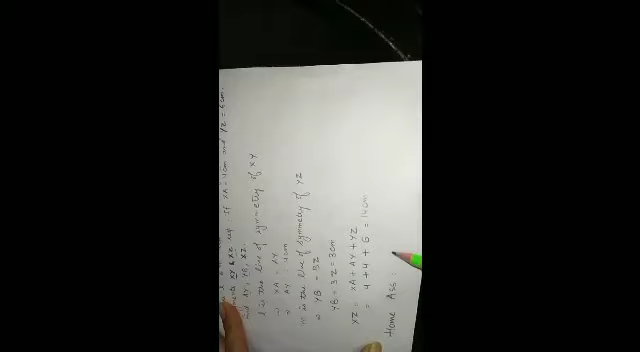 segments XY & XZ resp. If XA = 4cm and YZ = 6cm.
find AY, YB, XZ.
l is the line of symmetry of XY
⇒ XA = AY
⇒ AY = 4cm
m is the line of symmetry of YZ
⇒ YB = BZ
YB = BZ = 3cm
XZ = XA + AY + YZ
= 4 + 4 + 6 = 14cm
Home Ass :